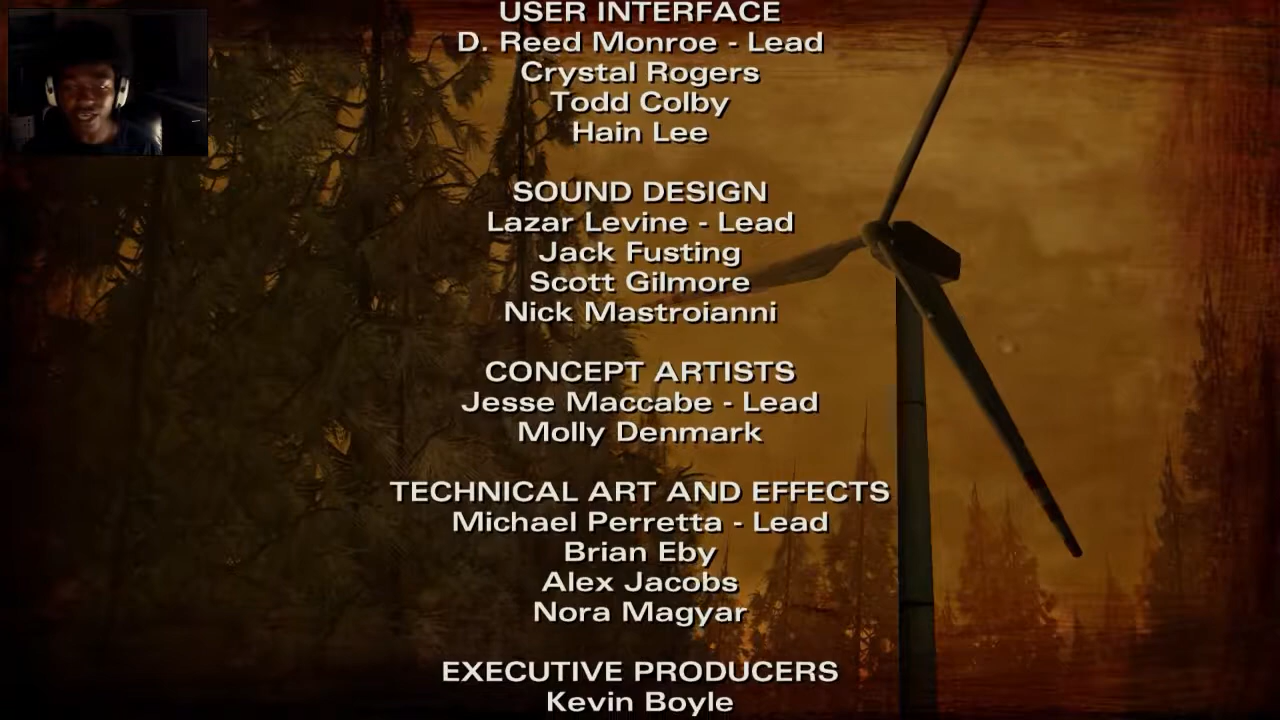 USER INTERFACE
D. Reed Monroe - Lead
Crystal Rogers
Todd Colby
Hain Lee
SOUND DESIGN
Lazar Levine - Lead
Jack Fusting
Scott Gilmore
Nick Mastroianni
CONCEPT ARTISTS
Jesse Maccabe - Lead
Molly Denmark
TECHNICAL ART AND EFFECTS
Michael Perretta - Lead
Brian Eby
Alex Jacobs
Nora Magyar
EXECUTIVE PRODUCERS
Kevin Boyle